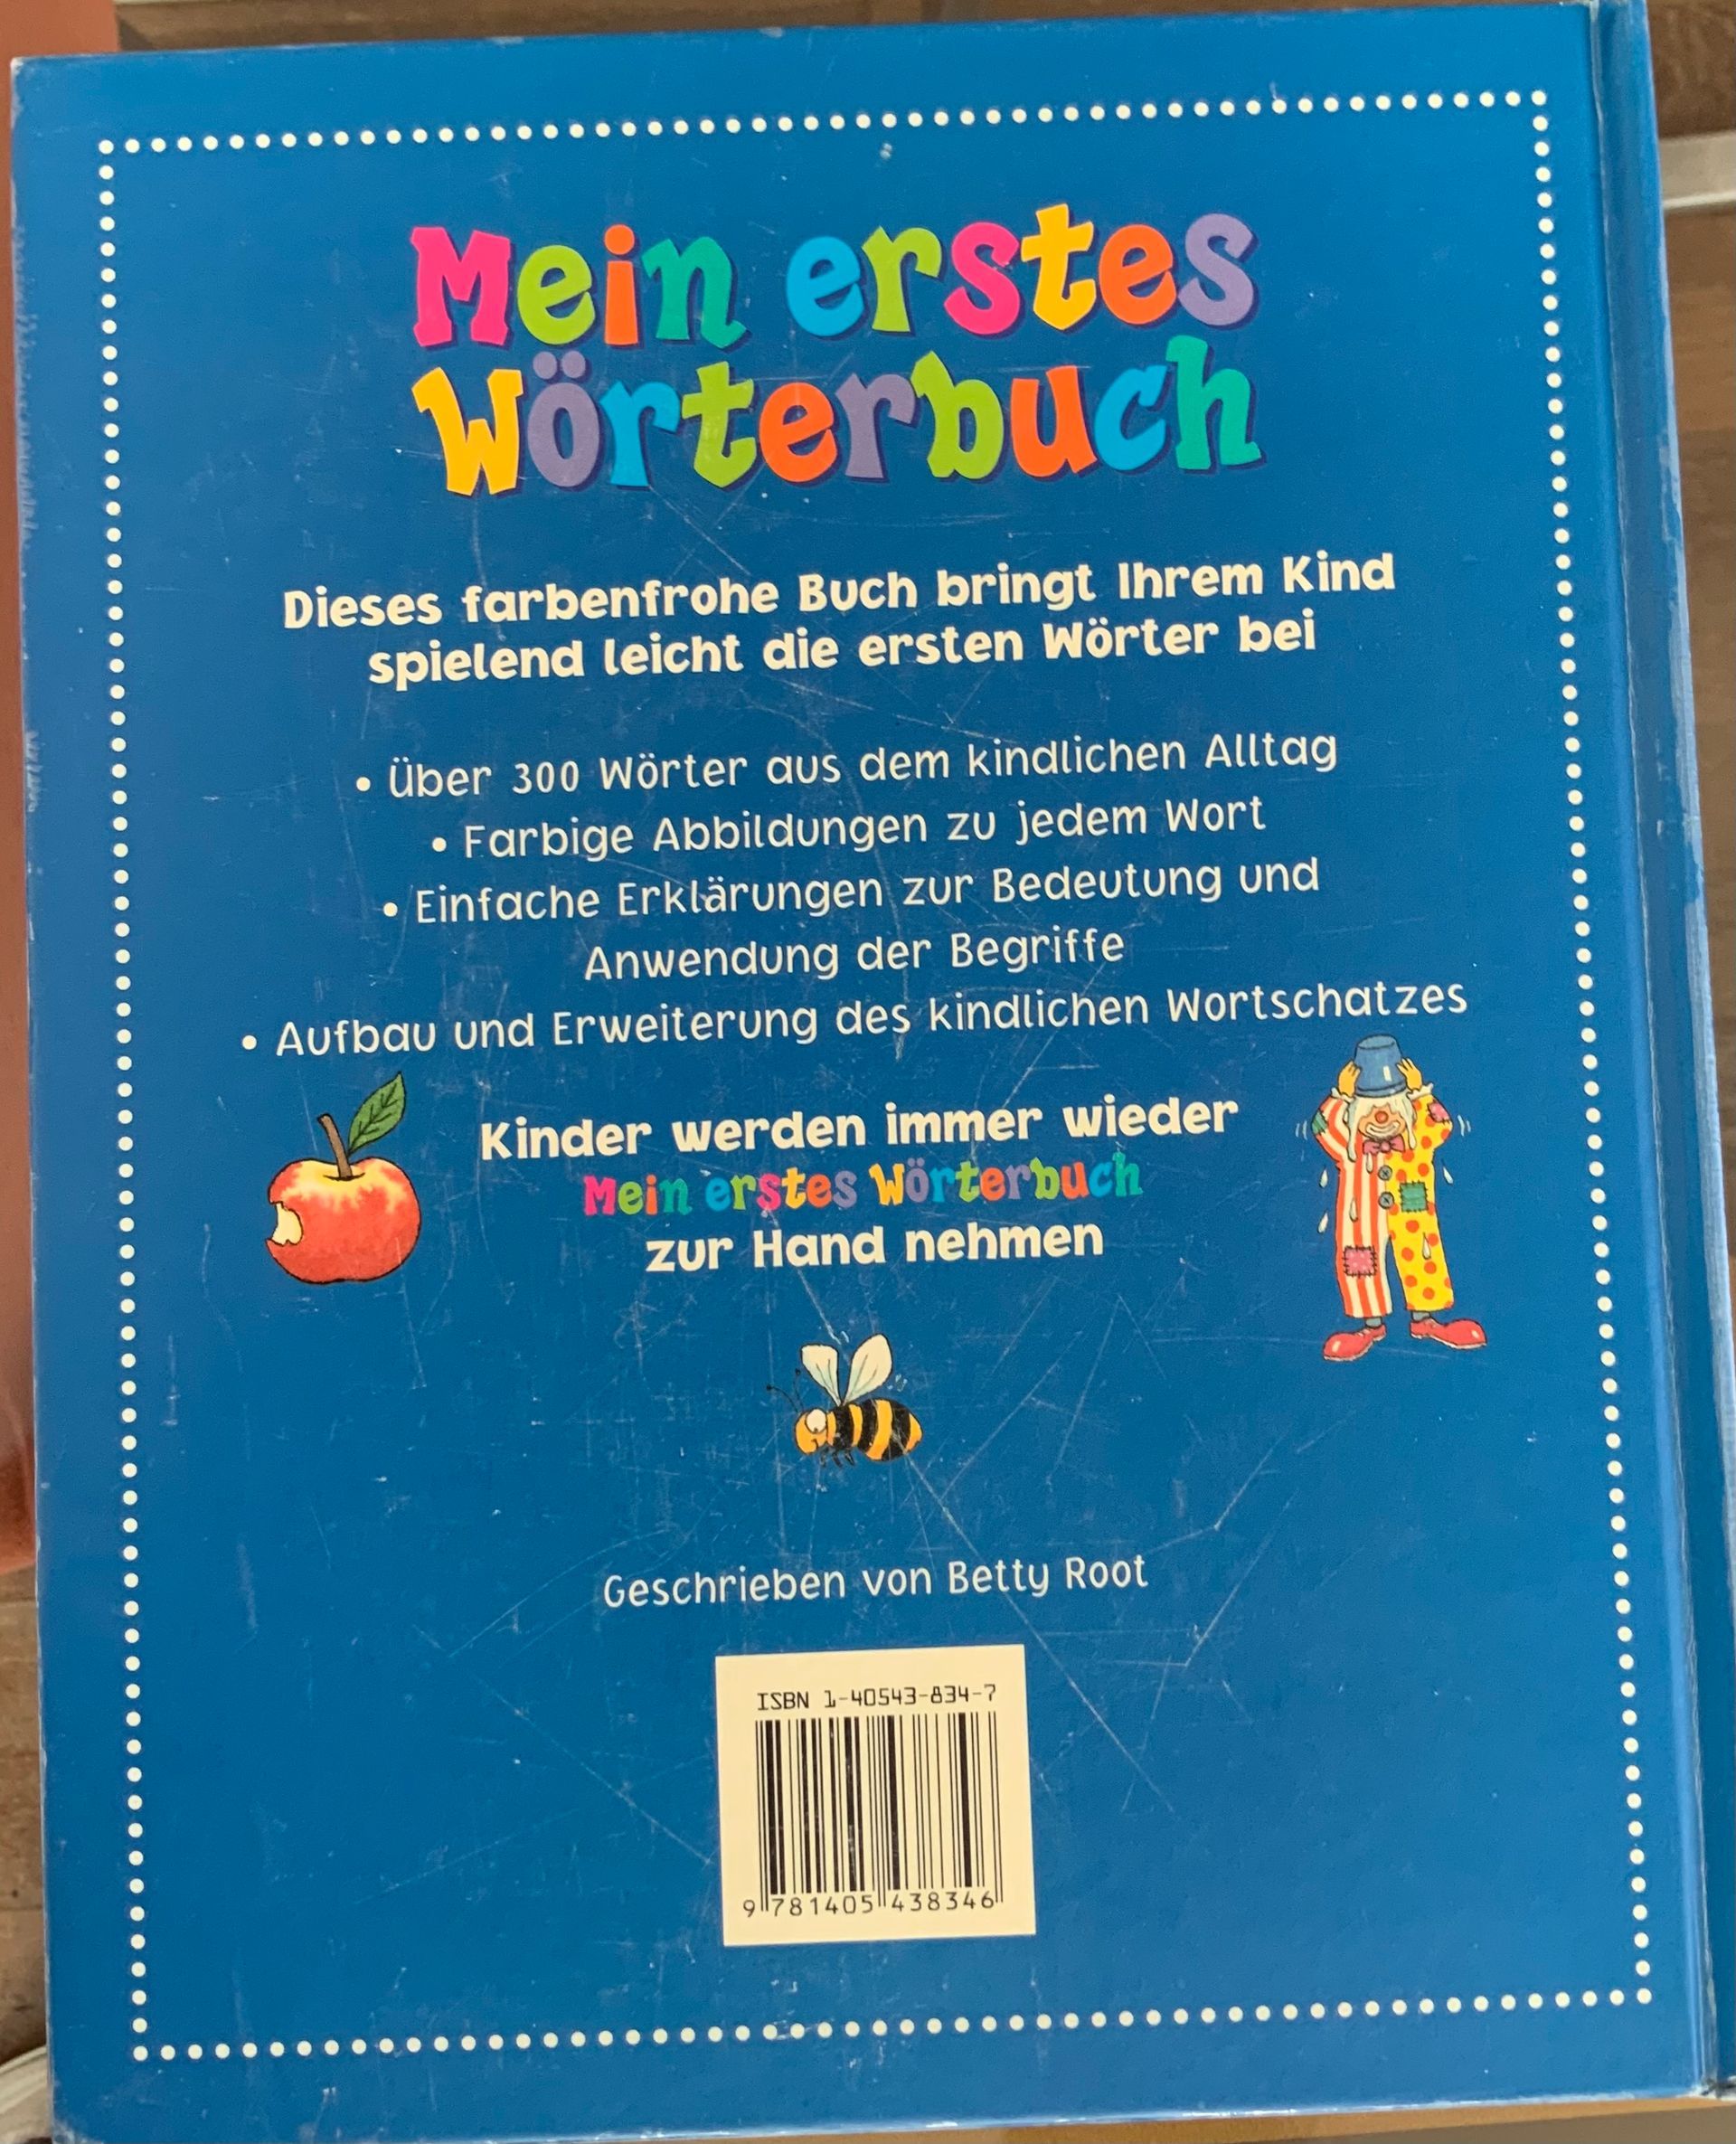 Mein erstes
Wörterbuch
Dieses farbenfrohe Buch bringt Ihrem Kind
spielend leicht die ersten Wörter bei
• Über 300 Wörter aus dem kindlichen Alltag
• Farbige Abbildungen zu jedem Wort
• Einfache Erklärungen zur Bedeutung und
Anwendung der Begriffe
• Aufbau und Erweiterung des kindlichen Wortschatzes
Kinder werden immer wieder
Mein erstes Wörterbuch
zur Hand nehmen
Geschrieben von Betty Root
ISBN 1-40543-834-7
9 781405 438346